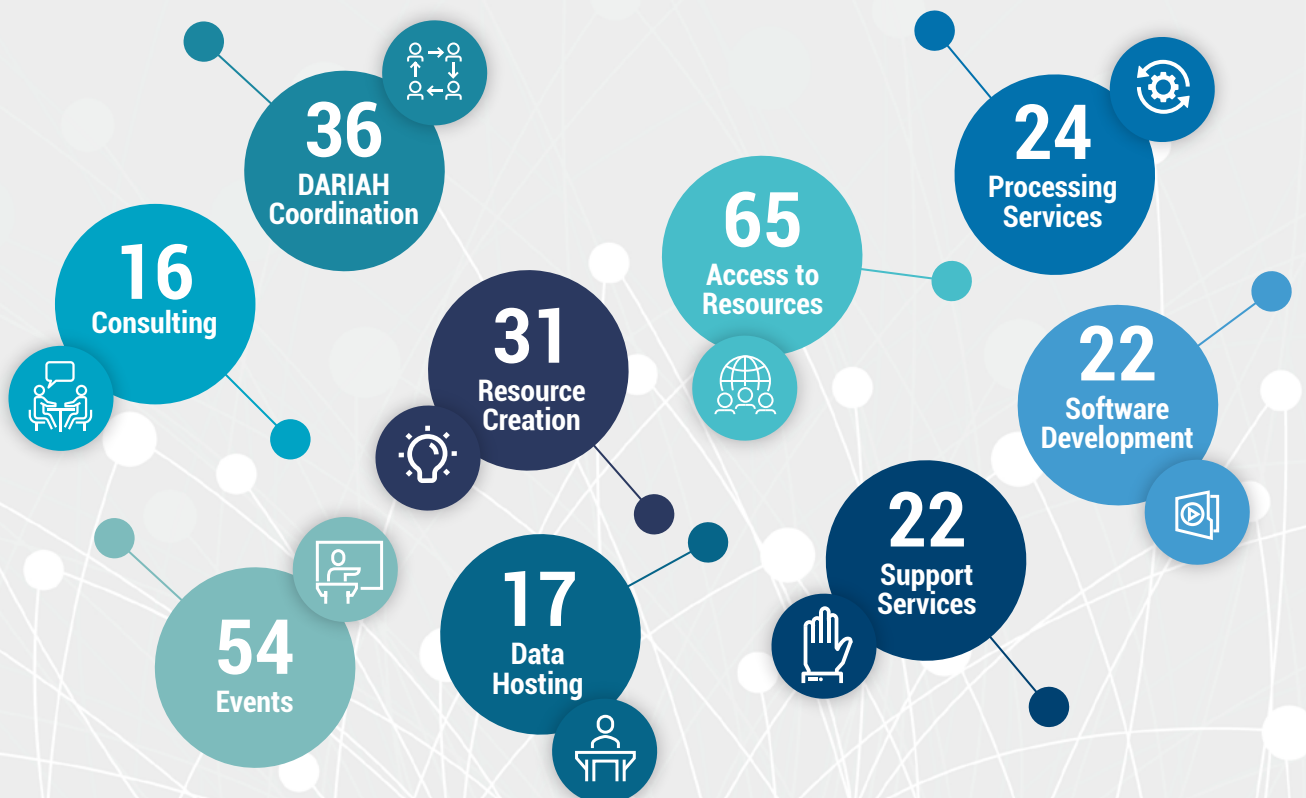 36
DARIAH
Coordination
24
Processing
Services
65
Access to
Resources
16
Consulting
31
Resource
Creation
22
Software
Development
22
Support
Services
54
Events
17
Data
Hosting